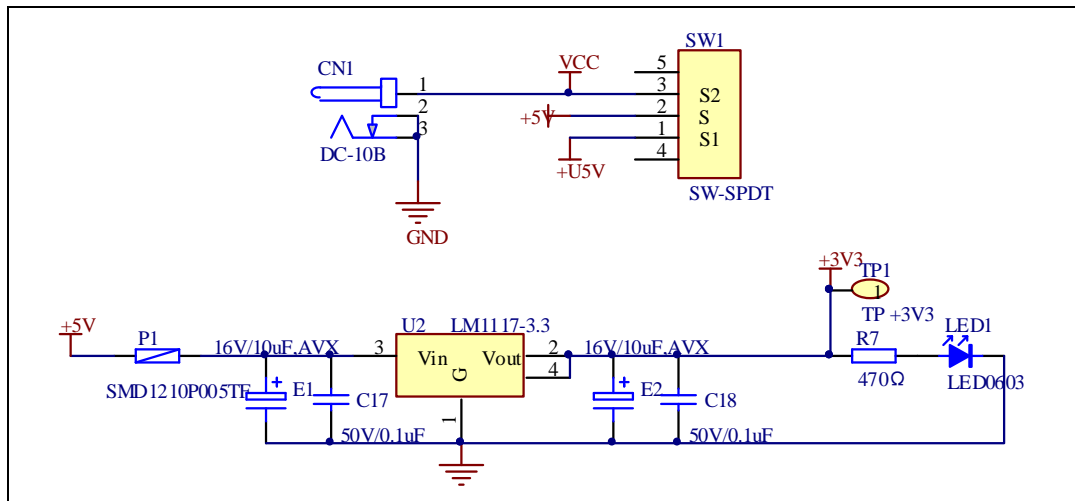 SW1
CN1
VCC
5
1
3
S2
2
2
+5V
S
3
1
S1
DC-10B
4
+U5V
SW-SPDT
GND
+3V3
TP1
1
+5V
P1
U2
LM1117-3.3
TP +3V3
R7
LED1
16V/10uF,AVX
3
Vin
Vout
2
16V/10uF,AVX
4
G
470Ω
LED0603
SMD1210P005TF
+
E1
C17
+
E2
C18
1
50V/0.1uF
50V/0.1uF